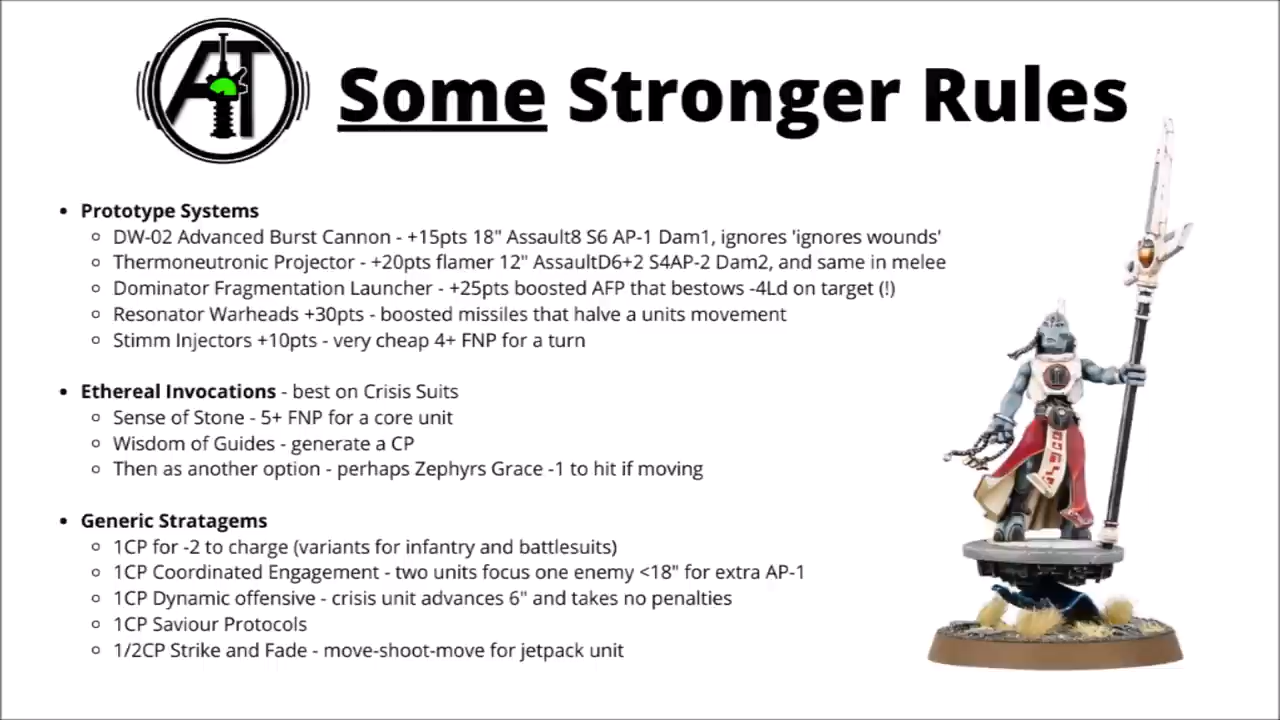 AT
Some Stronger Rules
• Prototype Systems
○ DW-02 Advanced Burst Cannon - +15pts 18" Assault8 S6 AP-1 Dam1, ignores 'ignores wounds'
○ Thermoneutronic Projector - +20pts flamer 12" AssaultD6+2 S4AP-2 Dam2, and same in melee
○ Dominator Fragmentation Launcher - +25pts boosted AFP that bestows -4Ld on target (!)
○ Resonator Warheads +30pts - boosted missiles that halve a units movement
○ Stimm Injectors +10pts - very cheap 4+ FNP for a turn
• Ethereal Invocations - best on Crisis Suits
○ Sense of Stone - 5+ FNP for a core unit
○ Wisdom of Guides - generate a CP
○ Then as another option - perhaps Zephyrs Grace -1 to hit if moving
• Generic Stratagems
○ 1CP for -2 to charge (variants for infantry and battlesuits)
○ 1CP Coordinated Engagement - two units focus one enemy <18" for extra AP-1
○ 1CP Dynamic offensive - crisis unit advances 6" and takes no penalties
○ 1CP Saviour Protocols
○ 1/2CP Strike and Fade - move-shoot-move for jetpack unit